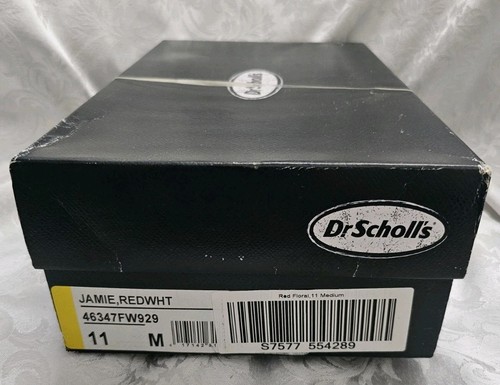 Dr Scholl's
Dr Scholl's
JAMIE,REDWHT
46347FW929
11 M
Red Floral,11 Medium
S7577 554289